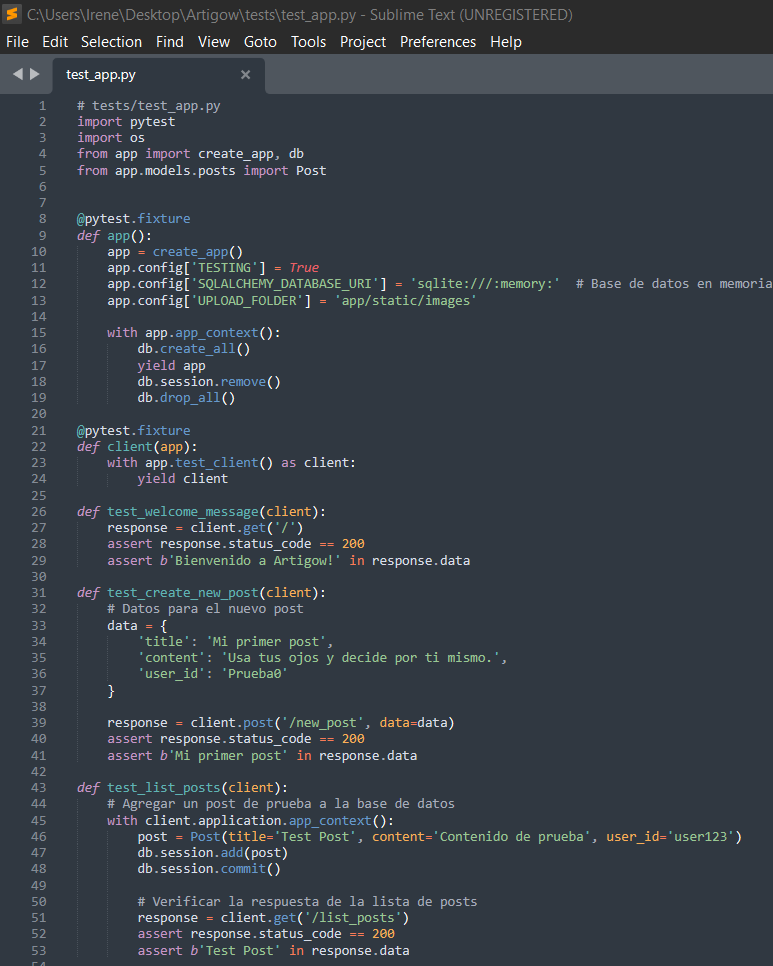 C:\Users\Irene\Desktop\Artigow\tests\test_app.py - Sublime Text (UNREGISTERED)
File Edit Selection Find View Goto Tools Project Preferences Help
test_app.py
1 # tests/test_app.py
2 import pytest
3 import os
4 from app import create_app, db
5 from app.models.posts import Post
6
7
8 @pytest.fixture
9 def app():
10     app = create_app()
11     app.config['TESTING'] = True
12     app.config['SQLALCHEMY_DATABASE_URI'] = 'sqlite:///:memory:'  # Base de datos en memoria
13     app.config['UPLOAD_FOLDER'] = 'app/static/images'
14
15     with app.app_context():
16         db.create_all()
17         yield app
18         db.session.remove()
19         db.drop_all()
20
21 @pytest.fixture
22 def client(app):
23     with app.test_client() as client:
24         yield client
25
26 def test_welcome_message(client):
27     response = client.get('/')
28     assert response.status_code == 200
29     assert b'Bienvenido a Artigow!' in response.data
30
31 def test_create_new_post(client):
32     # Datos para el nuevo post
33     data = {
34         'title': 'Mi primer post',
35         'content': 'Usa tus ojos y decide por ti mismo.',
36         'user_id': 'Prueba0'
37     }
38
39     response = client.post('/new_post', data=data)
40     assert response.status_code == 200
41     assert b'Mi primer post' in response.data
42
43 def test_list_posts(client):
44     # Agregar un post de prueba a la base de datos
45     with client.application.app_context():
46         post = Post(title='Test Post', content='Contenido de prueba', user_id='user123')
47         db.session.add(post)
48         db.session.commit()
49
50         # Verificar la respuesta de la lista de posts
51         response = client.get('/list_posts')
52         assert response.status_code == 200
53         assert b'Test Post' in response.data